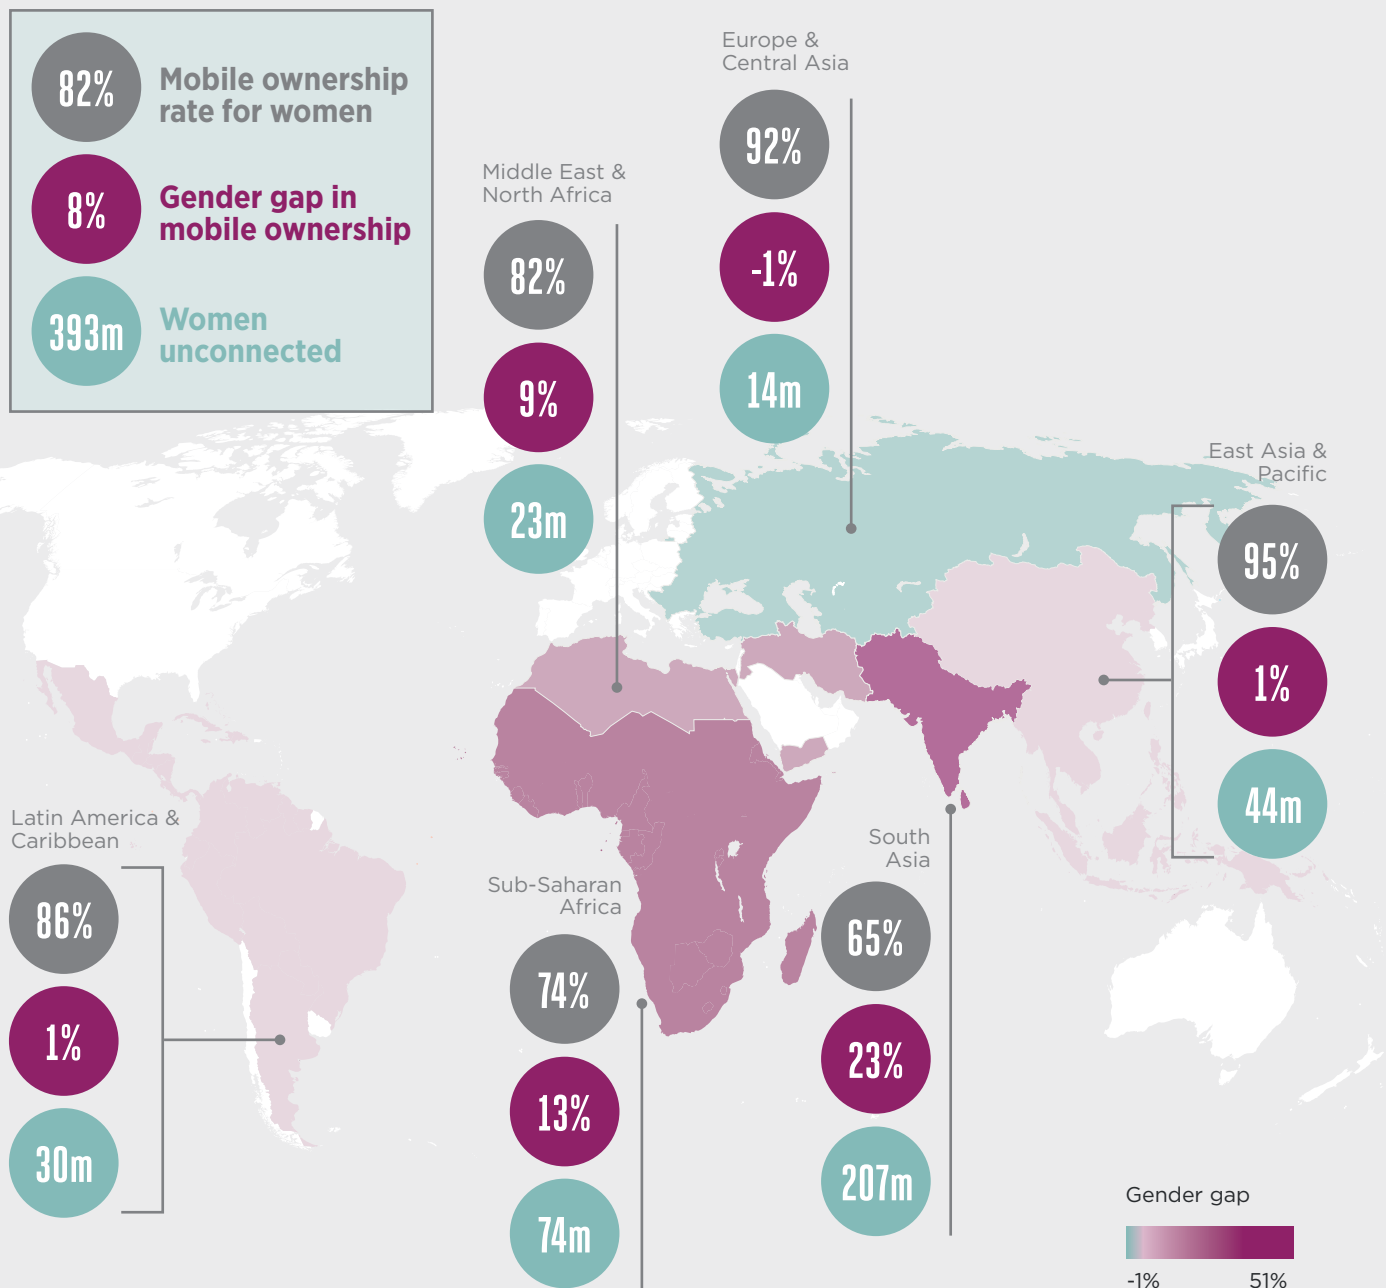 82%
Mobile ownership
rate for women
8%
Gender gap in
mobile ownership
393m
Women
unconnected
Europe &
Central Asia
92%
-1%
14m
Middle East &
North Africa
82%
9%
23m
East Asia &
Pacific
95%
1%
44m
Latin America &
Caribbean
86%
1%
30m
Sub-Saharan
Africa
74%
13%
74m
South
Asia
65%
23%
207m
Gender gap
-1% 51%